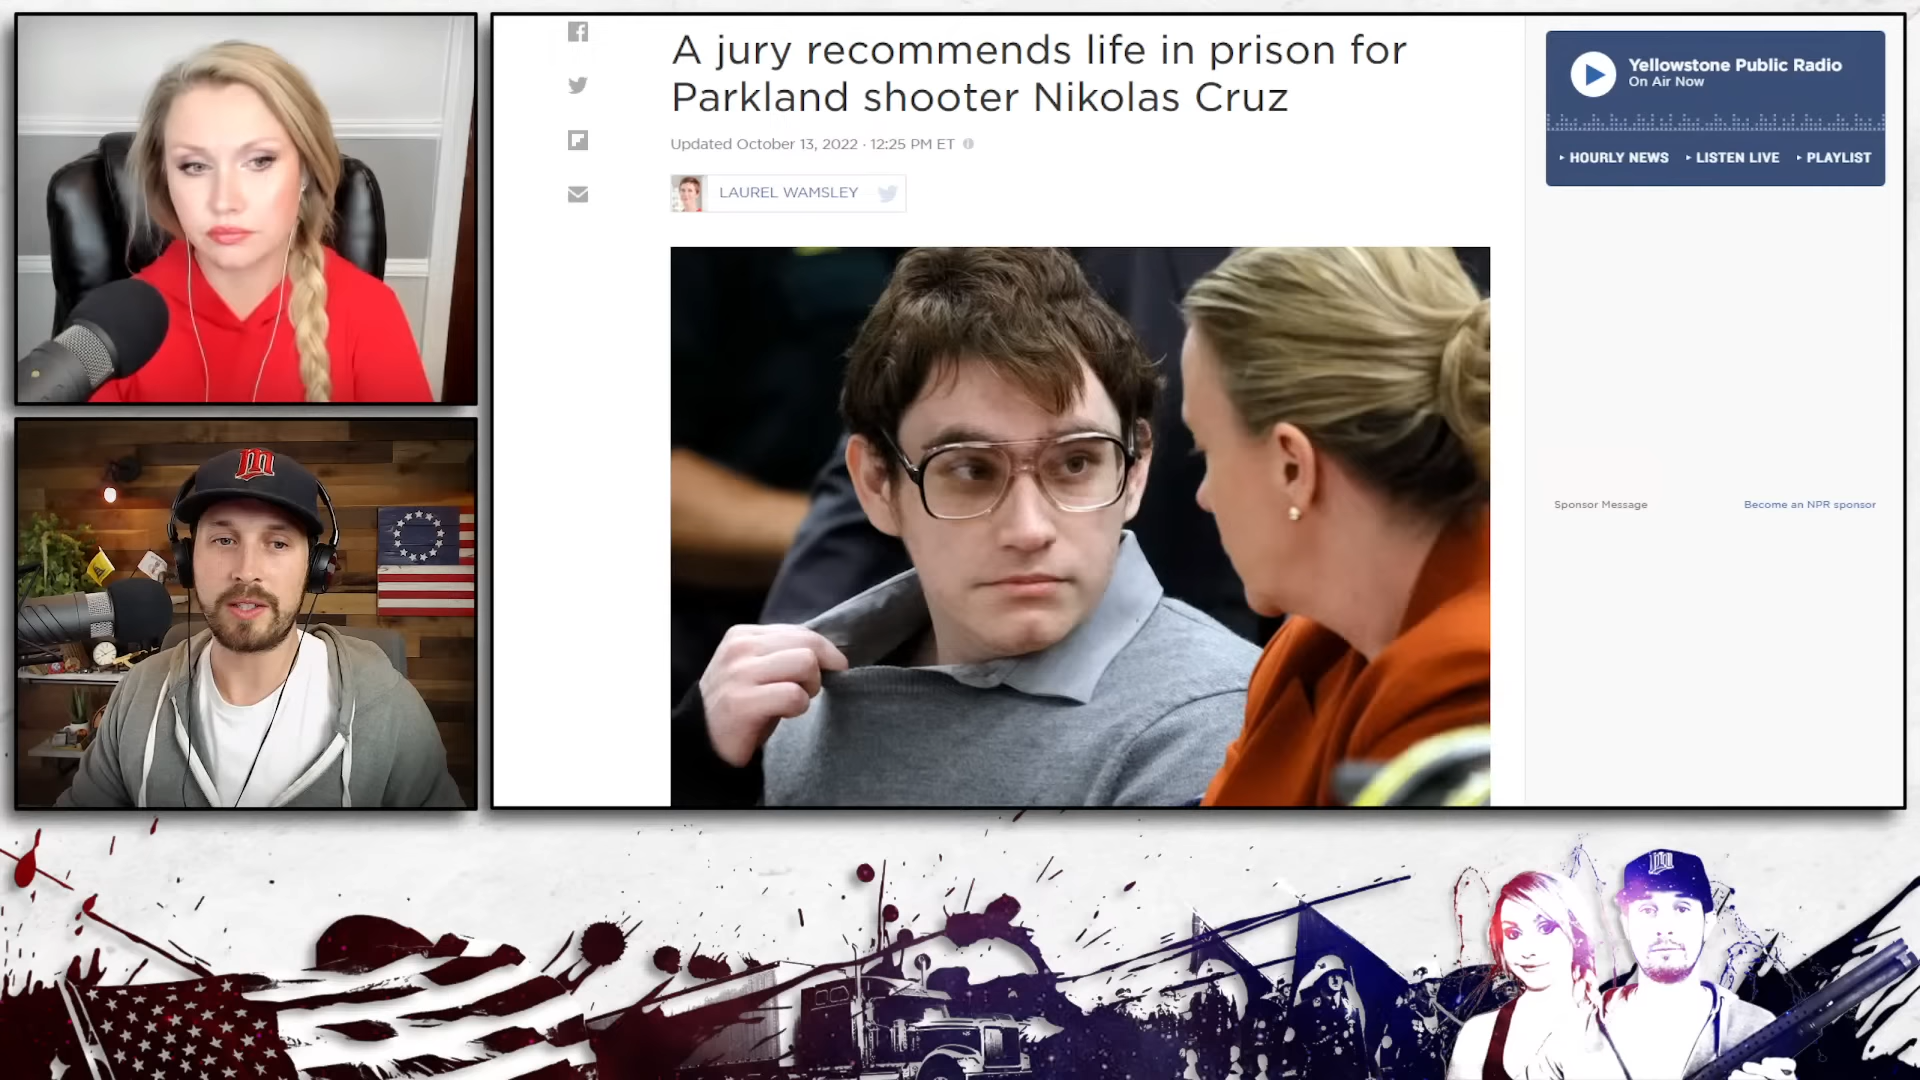 A jury recommends life in prison for
Parkland shooter Nikolas Cruz
Updated October 13, 2022 · 12:25 PM ET
LAUREL WAMSLEY
Yellowstone Public Radio
On Air Now
HOURLY NEWS
LISTEN LIVE
PLAYLIST
Sponsor Message
Become an NPR sponsor
m